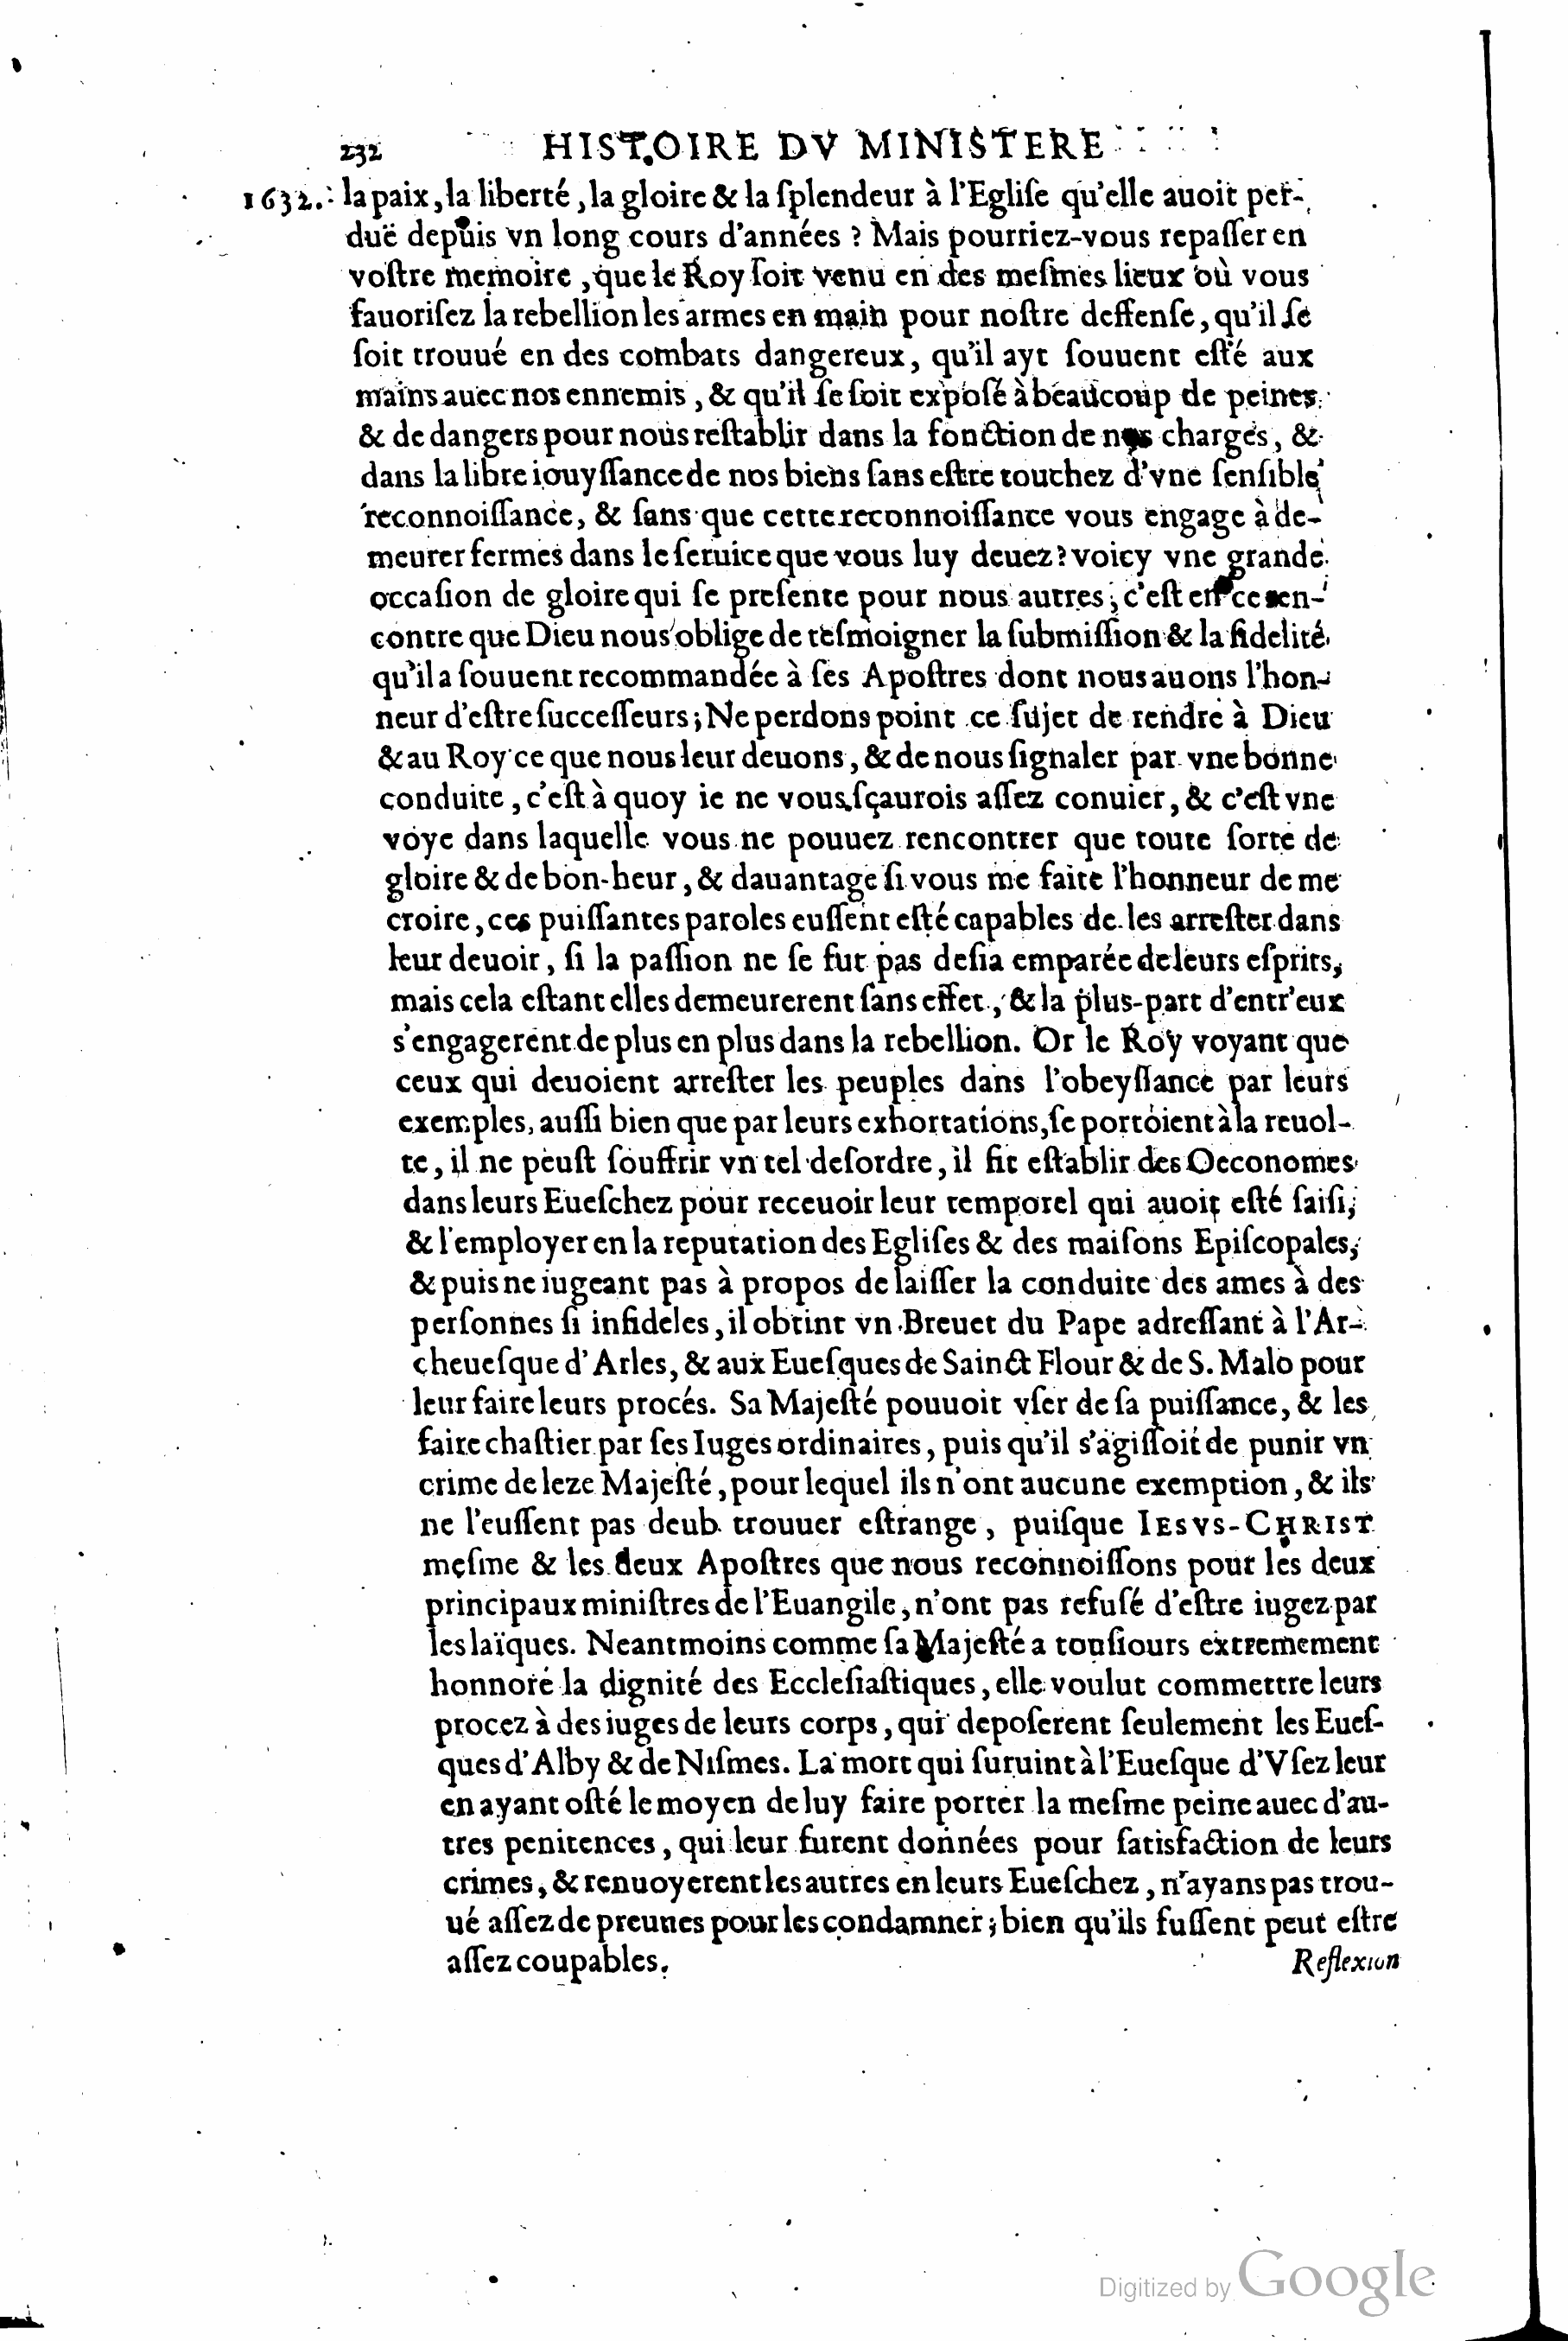 232 HISTOIRE DV MINISTERE
1632. la paix, la liberté, la gloire & la ſplendeur à l'Egliſe qu'elle auoit per-
duë depuis vn long cours d'années ? Mais pourriez-vous repaſſer en
voſtre memoire, que le Roy ſoit venu en des meſmes lieux où vous
fauoriſez la rebellion les armes en main pour noſtre deffenſe, qu'il ſe
ſoit trouué en des combats dangereux, qu'il ayt ſouuent eſté aux
mains auec nos ennemis, & qu'il ſe ſoit expoſé à beaucoup de peines
& de dangers pour nous reſtablir dans la fonction de nos charges, &
dans la libre iouyſſance de nos biens ſans eſtre touchez d'vne ſenſible
reconnoiſſance, & ſans que cette reconnoiſſance vous engage à de-
meurer fermes dans le ſeruice que vous luy deuez ? voicy vne grande
occaſion de gloire qui ſe preſente pour nous autres ; c'eſt en ce ren-
contre que Dieu nous oblige de teſmoigner la ſubmiſſion & la fidelité
qu'il a ſouuent recommandée à ſes Apoſtres dont nous auons l'hon-
neur d'eſtre ſucceſſeurs ; Ne perdons point ce ſujet de rendre à Dieu
& au Roy ce que nous leur deuons, & de nous ſignaler par vne bonne
conduite, c'eſt à quoy ie ne vous ſçaurois aſſez conuier, & c'eſt vne
voye dans laquelle vous ne pouuez rencontrer que toute ſorte de
gloire & de bon-heur, & dauantage ſi vous me faite l'honneur de me
croire, ces puiſſantes paroles euſſent eſté capables de les arreſter dans
leur deuoir, ſi la paſſion ne ſe fut pas deſia emparée de leurs eſprits,
mais cela eſtant elles demeurerent ſans effet, & la plus-part d'entr'eux
s'engagerent de plus en plus dans la rebellion. Or le Roy voyant que
ceux qui deuoient arreſter les peuples dans l'obeyſſance par leurs
exemples, auſſi bien que par leurs exhortations, ſe portoient à la reuol-
te, il ne peuſt ſouffrir vn tel deſordre, il fit eſtablir des Oeconomes
dans leurs Eueſchez pour receuoir leur temporel qui auoit eſté ſaiſi,
& l'employer en la reputation des Egliſes & des maiſons Epiſcopales,
& puis ne iugeant pas à propos de laiſſer la conduite des ames à des
perſonnes ſi infideles, il obtint vn Breuet du Pape adreſſant à l'Ar-
cheueſque d'Arles, & aux Eueſques de Sainct Flour & de S. Malo pour
leur faire leurs procés. Sa Majeſté pouuoit vſer de ſa puiſſance, & les
faire chaſtier par ſes Iuges ordinaires, puis qu'il s'agiſſoit de punir vn
crime de leze Majeſté, pour lequel ils n'ont aucune exemption, & ils
ne l'euſſent pas deub trouuer eſtrange, puiſque IESVS-CHRIST
meſme & les deux Apoſtres que nous reconnoiſſons pour les deux
principaux miniſtres de l'Euangile, n'ont pas refuſé d'eſtre iugez par
les laïques. Neantmoins comme ſa Majeſté a touſiours extremement
honnoré la dignité des Eccleſiaſtiques, elle voulut commettre leurs
procez à des iuges de leurs corps, qui depoſerent ſeulement les Eueſ-
ques d'Alby & de Niſmes. La mort qui ſuruint à l'Eueſque d'Vſez leur
en ayant oſté le moyen de luy faire porter la meſme peine auec d'au-
tres penitences, qui leur furent données pour ſatisfaction de leurs
crimes, & renuoyerent les autres en leurs Eueſchez, n'ayans pas trou-
ué aſſez de preuues pour les condamner ; bien qu'ils fuſſent peut eſtre
aſſez coupables. Reflexion
Digitized by Google